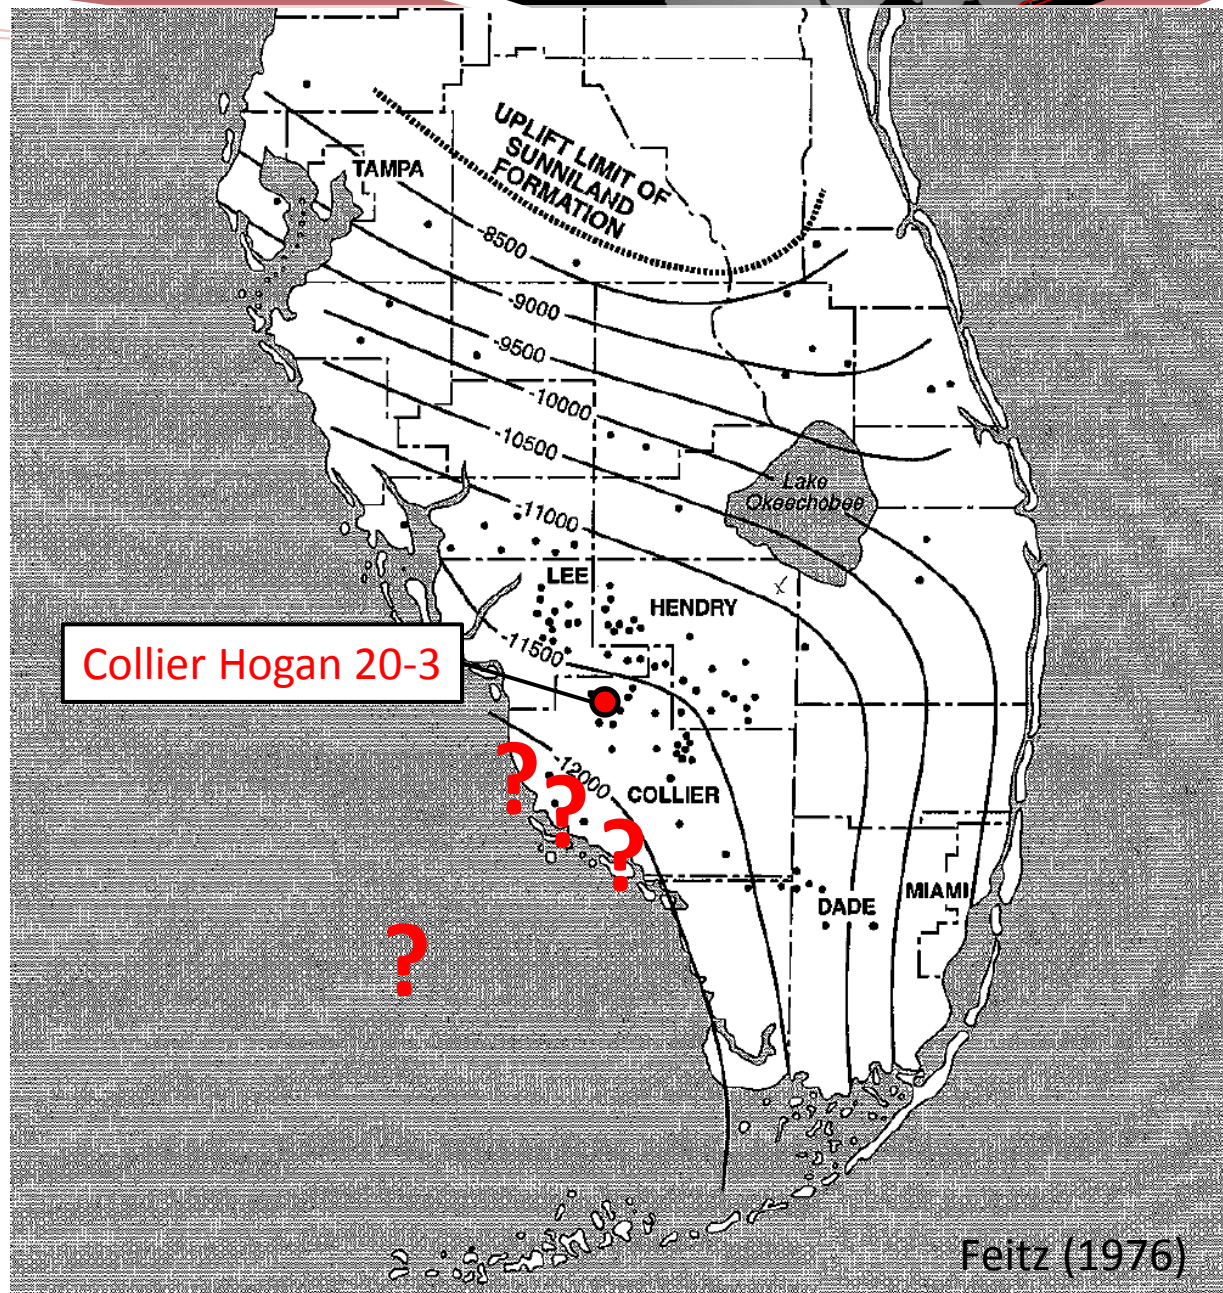 UPLIFT LIMIT OF
SUNNILAND
FORMATION
TAMPA
-8500
-9000
-9500
-10000
-10500
Lake
Okeechobee
-11000
LEE
HENDRY
-11500
Collier Hogan 20-3
?
?
?
-12000
COLLIER
DADE
MIAMI
?
Feitz (1976)